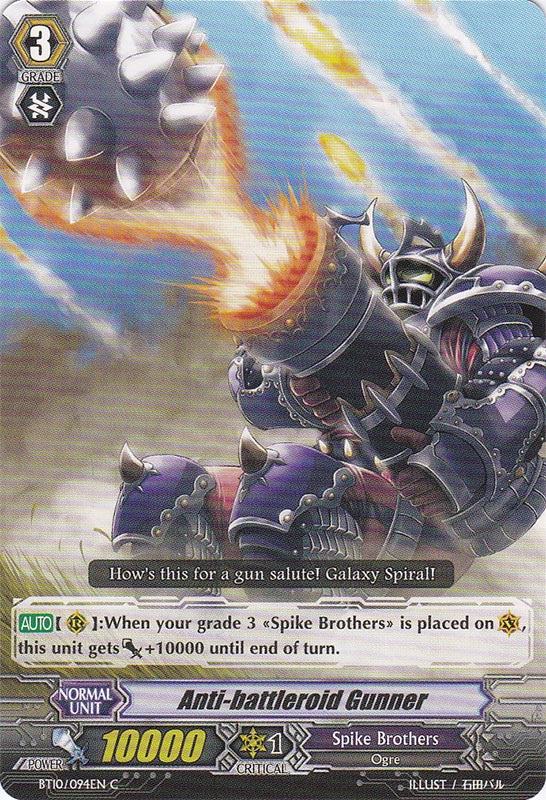 3
GRADE
How's this for a gun salute! Galaxy Spiral!
AUTO【 R 】:When your grade 3 «Spike Brothers» is placed on V,
this unit gets +10000 until end of turn.
NORMAL
UNIT
Anti-battleroid Gunner
POWER
10000
1
CRITICAL
Spike Brothers
Ogre
BT10/094EN C
ILLUST / 石田バル